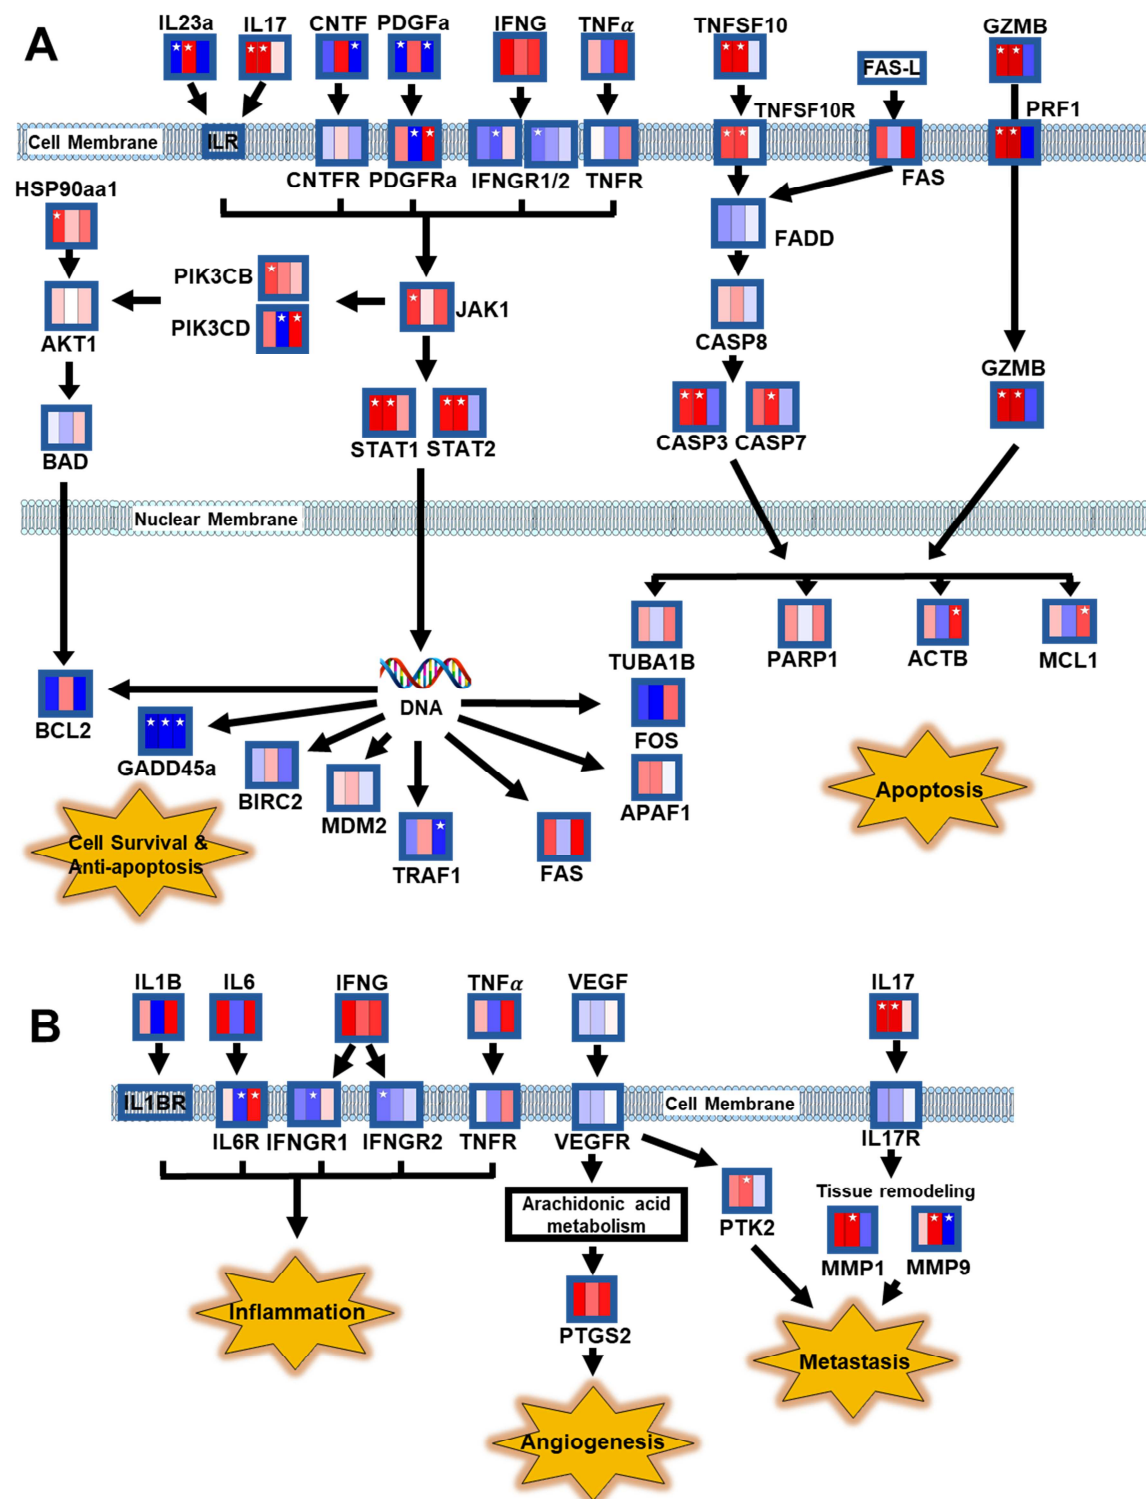 A
IL23a IL17 CNTF PDGFa IFNG TNFα TNFSF10 FAS-L GZMB
Cell Membrane ILR TNFSF10R PRF1
CNTFR PDGFRa IFNGR1/2 TNFR FAS
HSP90aa1
FADD
PIK3CB
JAK1
PIK3CD
AKT1 CASP8
GZMB
STAT1 STAT2 CASP3 CASP7
BAD
Nuclear Membrane
TUBA1B PARP1 ACTB MCL1
DNA
BCL2 FOS
GADD45a
BIRC2 MDM2 APAF1
Apoptosis
Cell Survival &
Anti-apoptosis
TRAF1 FAS
B
IL1B IL6 IFNG TNFα VEGF IL17
IL1BR Cell Membrane
IL6R IFNGR1 IFNGR2 TNFR VEGFR IL17R
Arachidonic acid
metabolism
PTK2
Tissue remodeling
MMP1 MMP9
Inflammation
PTGS2
Metastasis
Angiogenesis